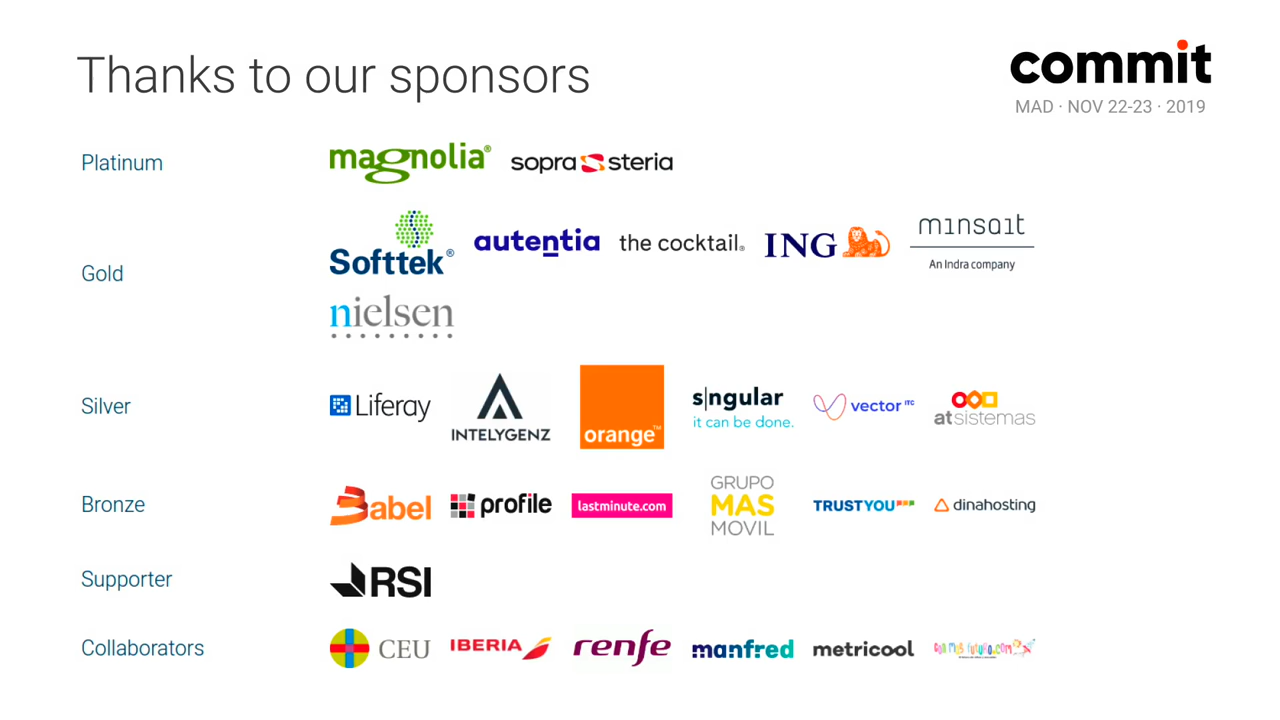 Thanks to our sponsors
commit
MAD · NOV 22-23 · 2019
Platinum
magnolia®
sopra steria
Gold
Softtek®
autentia
the cocktail®
ING
minsait
An Indra company
nielsen
Silver
Liferay
INTELYGENZ
orange™
s|ngular
it can be done.
vector ITC
atsistemas
Bronze
Babel
profile
lastminute.com
GRUPO
MAS
MOVIL
TRUSTYOU
dinahosting
Supporter
RSI
Collaborators
CEU
IBERIA
renfe
manfred
metricool